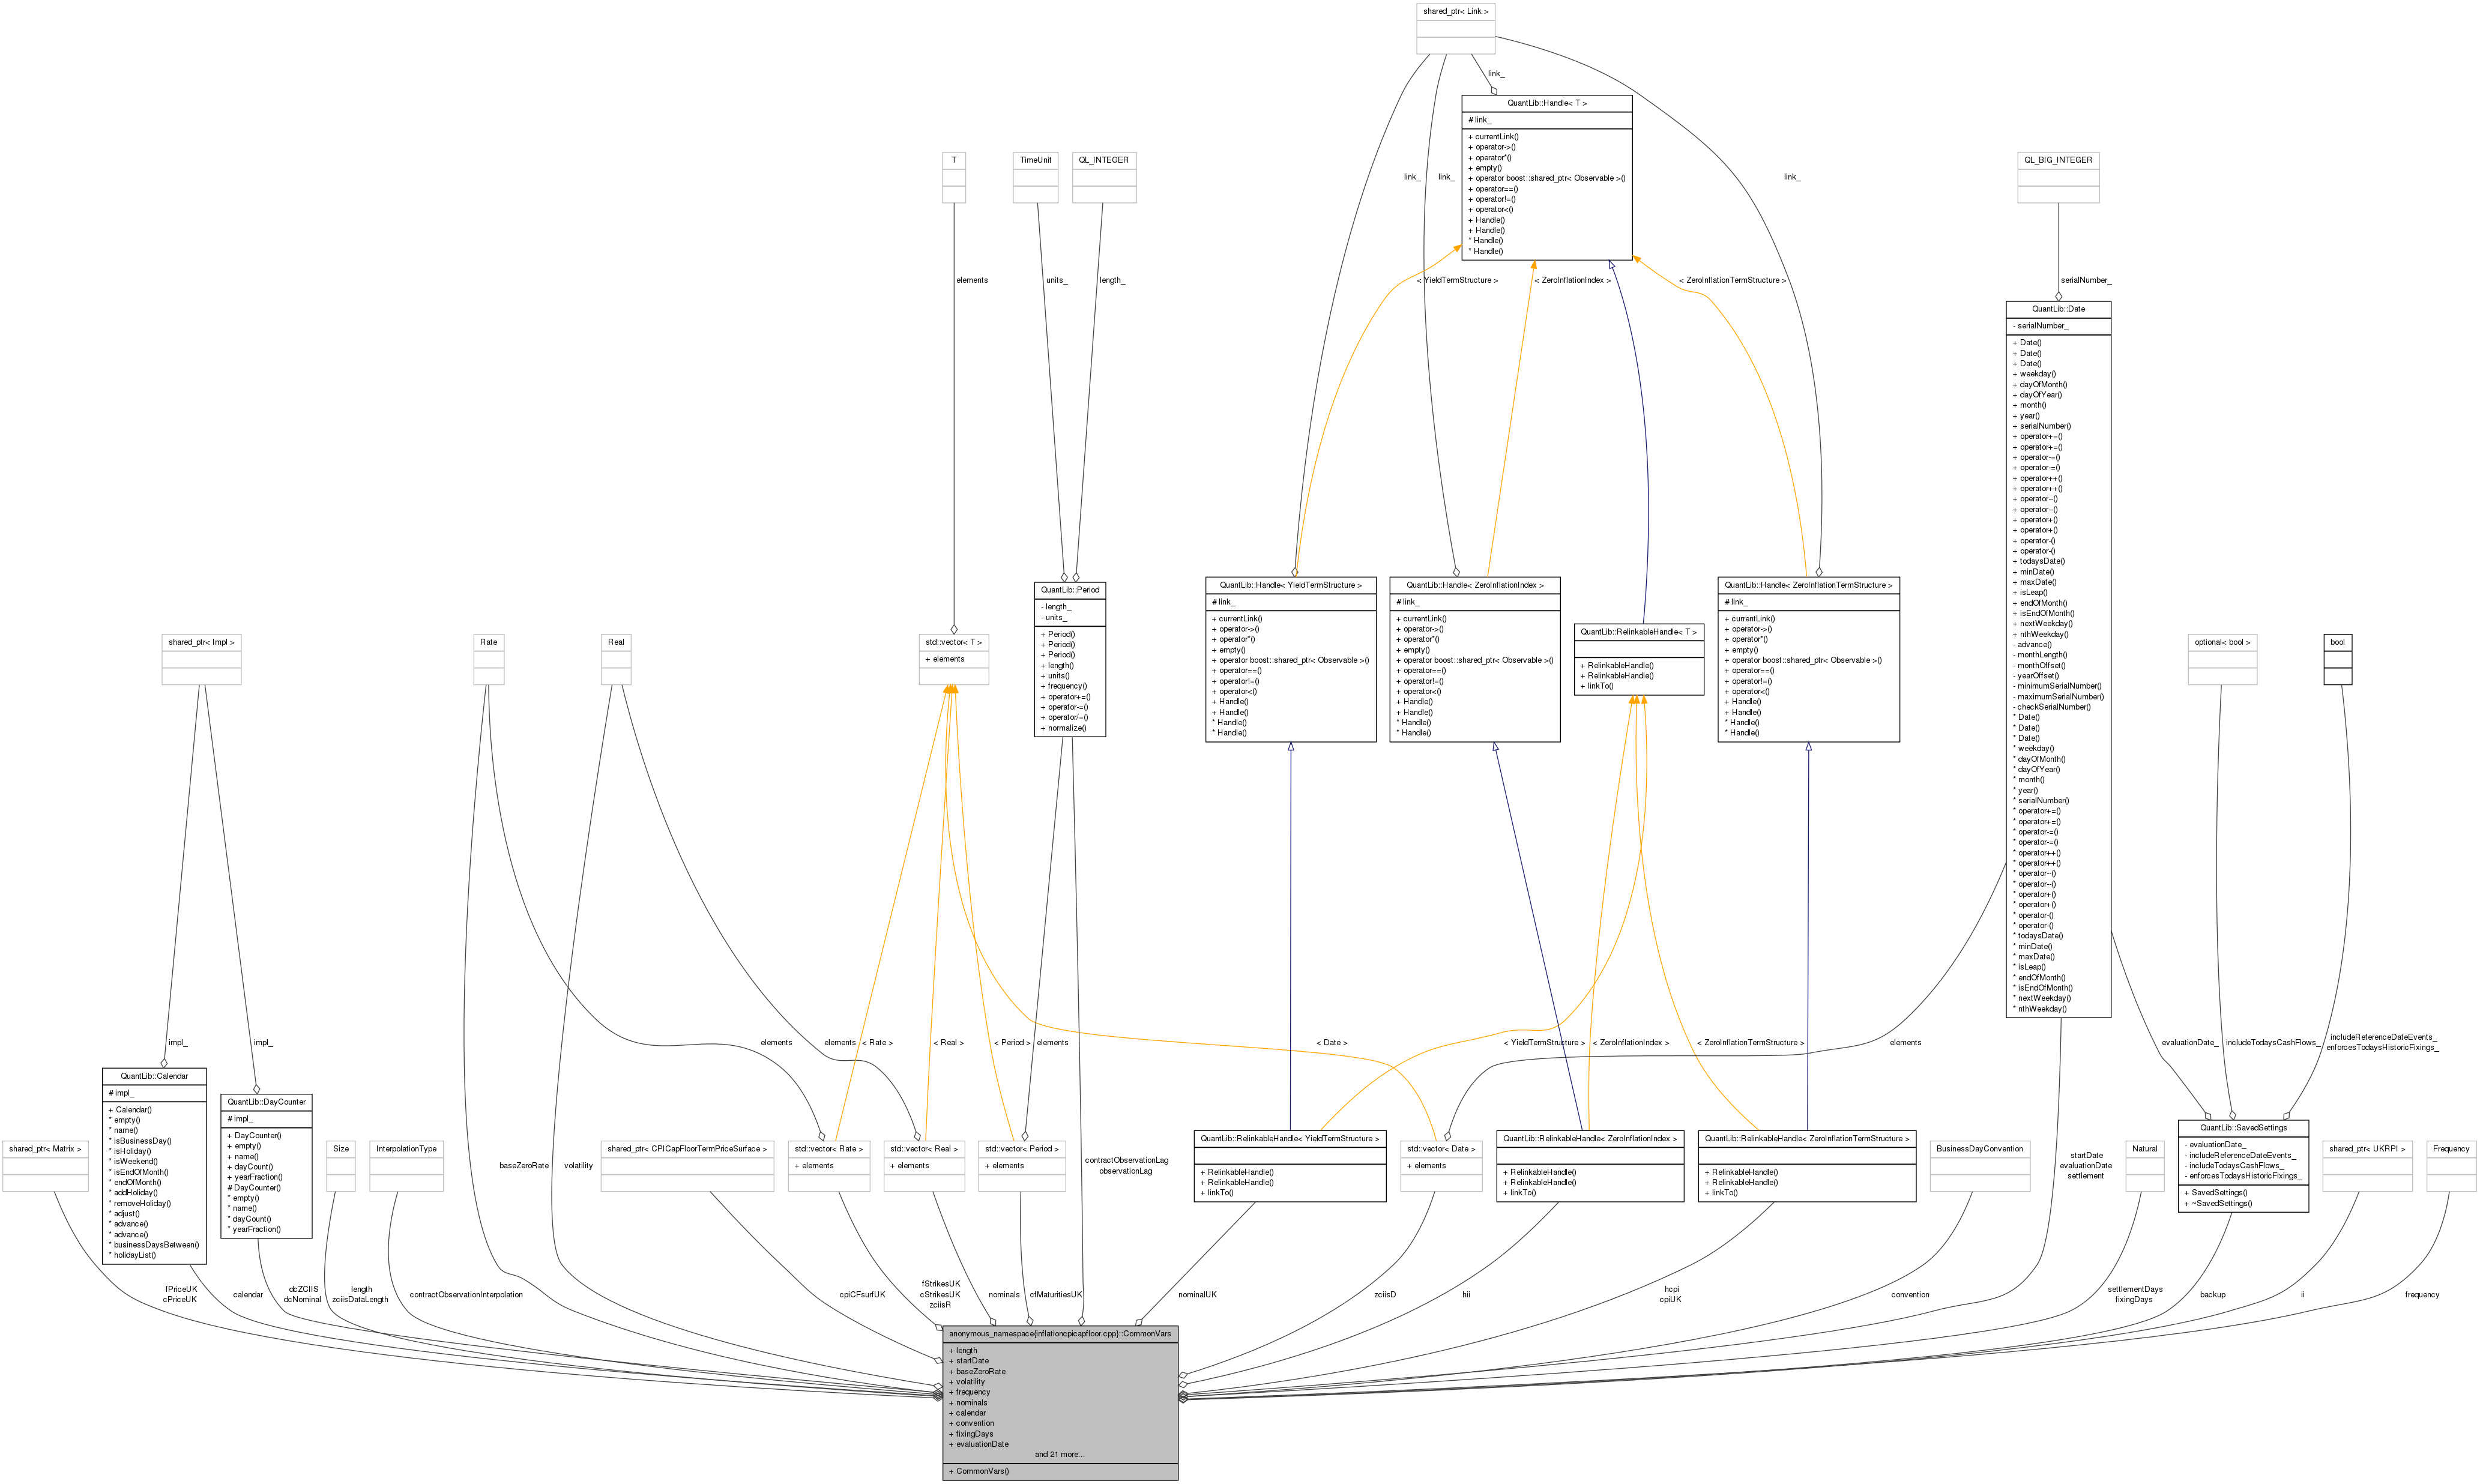 shared_ptr< Link >
link_
QuantLib::Handle< T >
# link_
+ currentLink()
+ operator->()
+ operator*()
+ empty()
+ operator boost::shared_ptr< Observable >()
+ operator==()
+ operator!=()
+ operator<()
+ Handle()
+ Handle()
* Handle()
* Handle()
T
TimeUnit
QL_INTEGER
QL_BIG_INTEGER
link_
link_
link_
elements
units_
length_
< YieldTermStructure >
< ZeroInflationIndex >
< ZeroInflationTermStructure >
serialNumber_
QuantLib::Date
- serialNumber_
+ Date()
+ Date()
+ Date()
+ weekday()
+ dayOfMonth()
+ dayOfYear()
+ month()
+ year()
+ serialNumber()
+ operator+=()
+ operator+=()
+ operator-=()
+ operator-=()
+ operator++()
+ operator++()
+ operator--()
+ operator--()
+ operator+()
+ operator+()
+ operator-()
+ operator-()
+ todaysDate()
+ minDate()
+ maxDate()
+ isLeap()
+ endOfMonth()
+ isEndOfMonth()
+ nextWeekday()
+ nthWeekday()
- advance()
- monthLength()
- monthOffset()
- yearOffset()
- minimumSerialNumber()
- maximumSerialNumber()
- checkSerialNumber()
* Date()
* Date()
* Date()
* weekday()
* dayOfMonth()
* dayOfYear()
* month()
* year()
* serialNumber()
* operator+=()
* operator+=()
* operator-=()
* operator-=()
* operator++()
* operator++()
* operator--()
* operator--()
* operator+()
* operator+()
* operator-()
* operator-()
* todaysDate()
* minDate()
* maxDate()
* isLeap()
* endOfMonth()
* isEndOfMonth()
* nextWeekday()
* nthWeekday()
shared_ptr< Impl >
Rate
Real
std::vector< T >
+ elements
QuantLib::Period
- length_
- units_
+ Period()
+ Period()
+ Period()
+ length()
+ units()
+ frequency()
+ operator+=()
+ operator-=()
+ operator/=()
+ normalize()
QuantLib::Handle< YieldTermStructure >
# link_
+ currentLink()
+ operator->()
+ operator*()
+ empty()
+ operator boost::shared_ptr< Observable >()
+ operator==()
+ operator!=()
+ operator<()
+ Handle()
+ Handle()
* Handle()
* Handle()
QuantLib::Handle< ZeroInflationIndex >
# link_
+ currentLink()
+ operator->()
+ operator*()
+ empty()
+ operator boost::shared_ptr< Observable >()
+ operator==()
+ operator!=()
+ operator<()
+ Handle()
+ Handle()
* Handle()
* Handle()
QuantLib::RelinkableHandle< T >
+ RelinkableHandle()
+ RelinkableHandle()
+ linkTo()
QuantLib::Handle< ZeroInflationTermStructure >
# link_
+ currentLink()
+ operator->()
+ operator*()
+ empty()
+ operator boost::shared_ptr< Observable >()
+ operator==()
+ operator!=()
+ operator<()
+ Handle()
+ Handle()
* Handle()
* Handle()
optional< bool >
bool
impl_
impl_
elements
elements
< Rate >
< Real >
< Period >
elements
< Date >
< YieldTermStructure >
< ZeroInflationIndex >
< ZeroInflationTermStructure >
elements
evaluationDate_
includeTodaysCashFlows_
includeReferenceDateEvents_
enforcesTodaysHistoricFixings_
shared_ptr< Matrix >
QuantLib::Calendar
# impl_
+ Calendar()
* empty()
* name()
* isBusinessDay()
* isHoliday()
* isWeekend()
* isEndOfMonth()
* endOfMonth()
* addHoliday()
* removeHoliday()
* adjust()
* advance()
* advance()
* businessDaysBetween()
* holidayList()
QuantLib::DayCounter
# impl_
+ DayCounter()
+ empty()
+ name()
+ dayCount()
+ yearFraction()
# DayCounter()
* empty()
* name()
* dayCount()
* yearFraction()
Size
InterpolationType
baseZeroRate
volatility
shared_ptr< CPICapFloorTermPriceSurface >
std::vector< Rate >
+ elements
std::vector< Real >
+ elements
std::vector< Period >
+ elements
contractObservationLag
observationLag
QuantLib::RelinkableHandle< YieldTermStructure >
+ RelinkableHandle()
+ RelinkableHandle()
+ linkTo()
std::vector< Date >
+ elements
QuantLib::RelinkableHandle< ZeroInflationIndex >
+ RelinkableHandle()
+ RelinkableHandle()
+ linkTo()
QuantLib::RelinkableHandle< ZeroInflationTermStructure >
+ RelinkableHandle()
+ RelinkableHandle()
+ linkTo()
BusinessDayConvention
startDate
evaluationDate
settlement
Natural
QuantLib::SavedSettings
- evaluationDate_
- includeReferenceDateEvents_
- includeTodaysCashFlows_
- enforcesTodaysHistoricFixings_
+ SavedSettings()
+ ~SavedSettings()
shared_ptr< UKRPI >
Frequency
fPriceUK
cPriceUK
calendar
dcZCIIS
dcNominal
length
zciisDataLength
contractObservationInterpolation
cpiCFsurfUK
fStrikesUK
cStrikesUK
zciisR
nominals
cfMaturitiesUK
nominalUK
zciisD
hii
hcpi
cpiUK
convention
settlementDays
fixingDays
backup
ii
frequency
anonymous_namespace{inflationcpicapfloor.cpp}::CommonVars
+ length
+ startDate
+ baseZeroRate
+ volatility
+ frequency
+ nominals
+ calendar
+ convention
+ fixingDays
+ evaluationDate
and 21 more...
+ CommonVars()